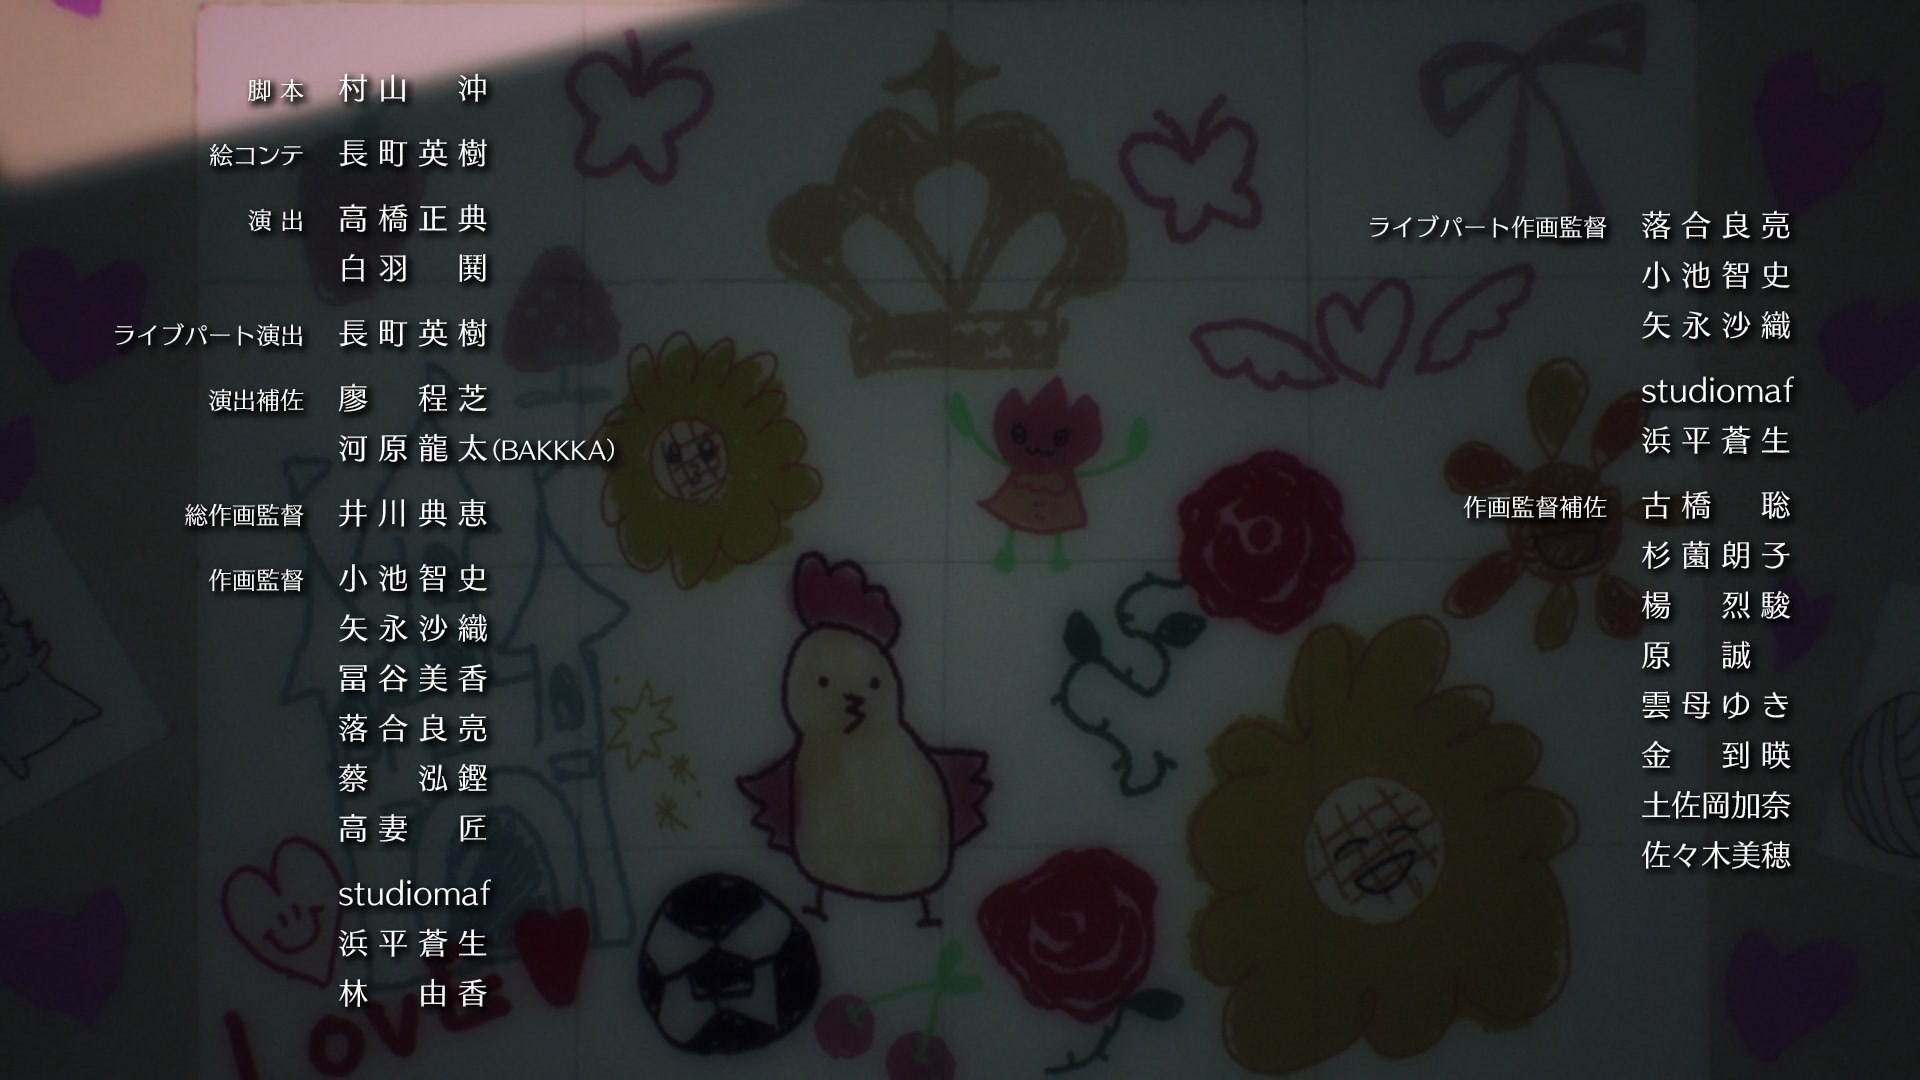 脚本 村山 沖
絵コンテ 長町英樹
演出 高橋正典
白羽 鬨
ライブパート演出 長町英樹
演出補佐 廖 程芝
河原龍太(BAKKKA)
総作画監督 井川典恵
作画監督 小池智史
矢永沙織
冨谷美香
落合良亮
蔡 泓鏗
高妻 匠
studiomaf
浜平蒼生
林 由香
ライブパート作画監督 落合良亮
小池智史
矢永沙織
studiomaf
浜平蒼生
作画監督補佐 古橋 聡
杉薗朗子
楊 烈駿
原 誠
雲母ゆき
金 到暎
土佐岡加奈
佐々木美穂
LOVE